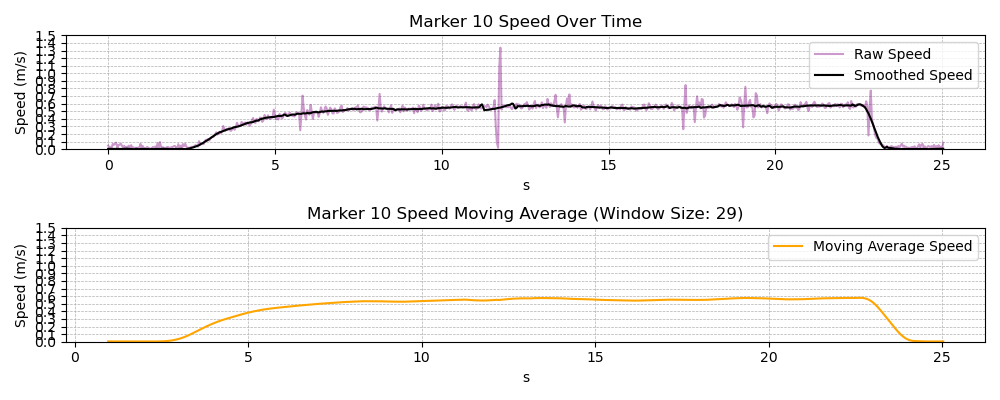 Marker 10 Speed Over Time
Speed (m/s)
1.5
1.4
1.3
1.2
1.1
1.0
0.9
0.8
0.7
0.6
0.5
0.4
0.3
0.2
0.1
0.0
Raw Speed
Smoothed Speed
0 5 10 15 20 25
s
Marker 10 Speed Moving Average (Window Size: 29)
Speed (m/s)
1.5
1.4
1.3
1.2
1.1
1.0
0.9
0.8
0.7
0.6
0.5
0.4
0.3
0.2
0.1
0.0
Moving Average Speed
0 5 10 15 20 25
s